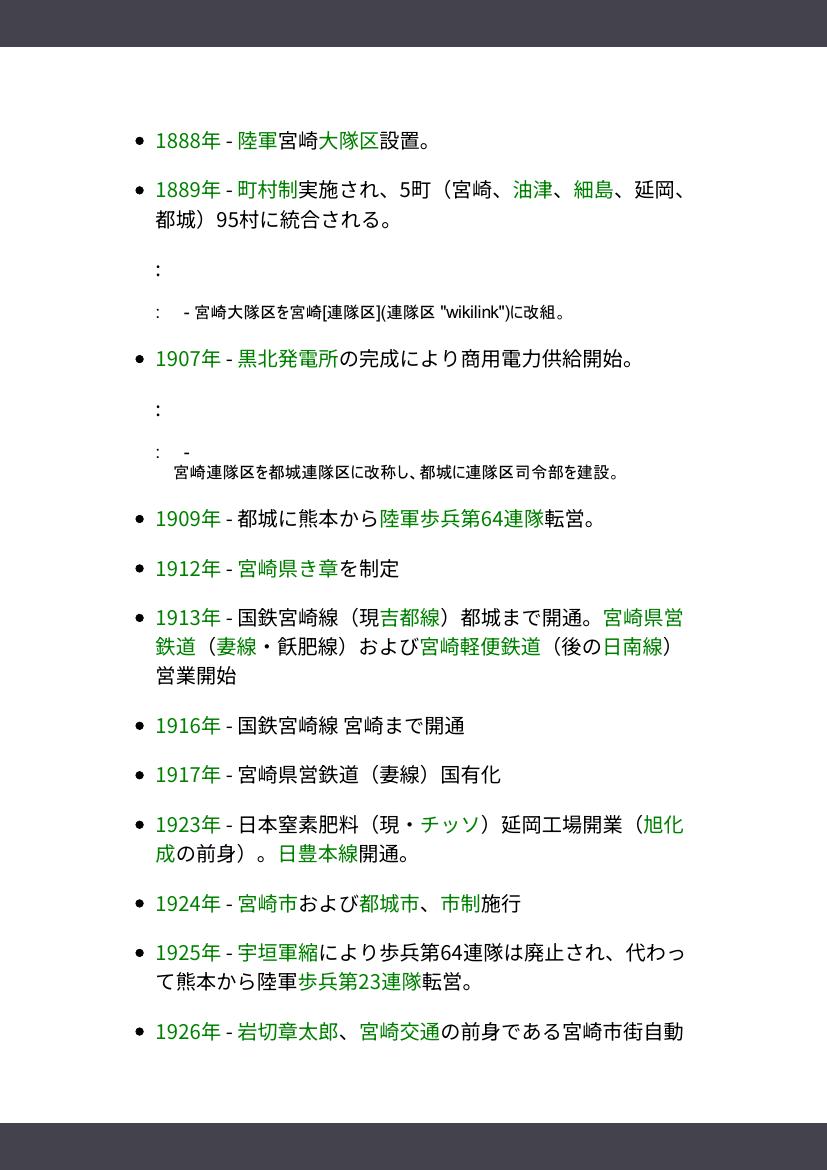 • 1888年 - 陸軍宮崎大隊区設置。
• 1889年 - 町村制実施され、5町（宮崎、油津、細島、延岡、
都城）95村に統合される。
:
: - 宮崎大隊区を宮崎[連隊区](連隊区 "wikilink")に改組。
• 1907年 - 黒北発電所の完成により商用電力供給開始。
:
: -
宮崎連隊区を都城連隊区に改称し、都城に連隊区司令部を建設。
• 1909年 - 都城に熊本から陸軍歩兵第64連隊転営。
• 1912年 - 宮崎県き章を制定
• 1913年 - 国鉄宮崎線（現吉都線）都城まで開通。宮崎県営
鉄道（妻線・飫肥線）および宮崎軽便鉄道（後の日南線）
営業開始
• 1916年 - 国鉄宮崎線 宮崎まで開通
• 1917年 - 宮崎県営鉄道（妻線）国有化
• 1923年 - 日本窒素肥料（現・チッソ）延岡工場開業（旭化
成の前身）。日豊本線開通。
• 1924年 - 宮崎市および都城市、市制施行
• 1925年 - 宇垣軍縮により歩兵第64連隊は廃止され、代わっ
て熊本から陸軍歩兵第23連隊転営。
• 1926年 - 岩切章太郎、宮崎交通の前身である宮崎市街自動